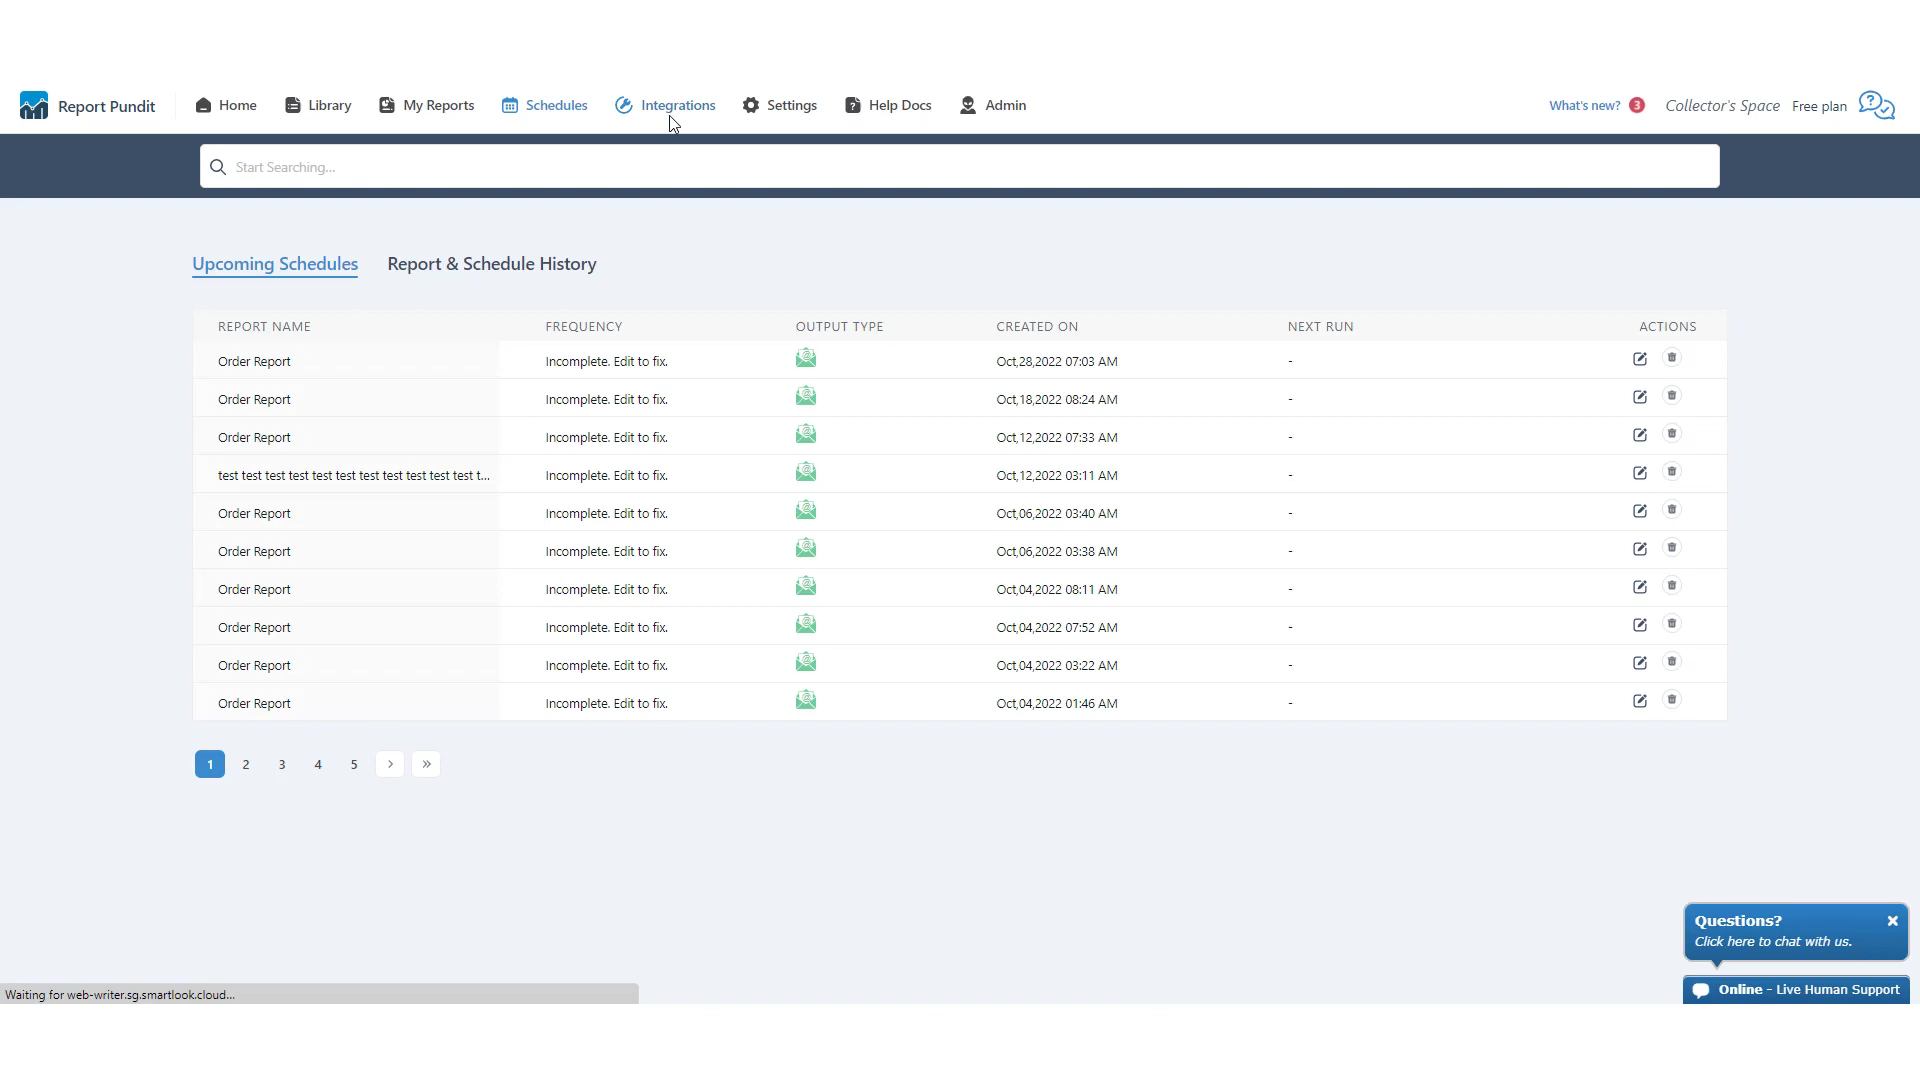 Report Pundit Home Library My Reports Schedules Integrations Settings Help Docs Admin What's new? 3 Collector's Space Free plan
Start Searching...
Upcoming Schedules Report & Schedule History
REPORT NAME FREQUENCY OUTPUT TYPE CREATED ON NEXT RUN ACTIONS
Order Report Incomplete. Edit to fix. Oct,28,2022 07:03 AM -
Order Report Incomplete. Edit to fix. Oct,18,2022 08:24 AM -
Order Report Incomplete. Edit to fix. Oct,12,2022 07:33 AM -
test test test test test test test test test test test t... Incomplete. Edit to fix. Oct,12,2022 03:11 AM -
Order Report Incomplete. Edit to fix. Oct,06,2022 03:40 AM -
Order Report Incomplete. Edit to fix. Oct,06,2022 03:38 AM -
Order Report Incomplete. Edit to fix. Oct,04,2022 08:11 AM -
Order Report Incomplete. Edit to fix. Oct,04,2022 07:52 AM -
Order Report Incomplete. Edit to fix. Oct,04,2022 03:22 AM -
Order Report Incomplete. Edit to fix. Oct,04,2022 01:46 AM -
1 2 3 4 5 > »
Questions?
Click here to chat with us.
Online - Live Human Support
Waiting for web-writer.sg.smartlook.cloud...